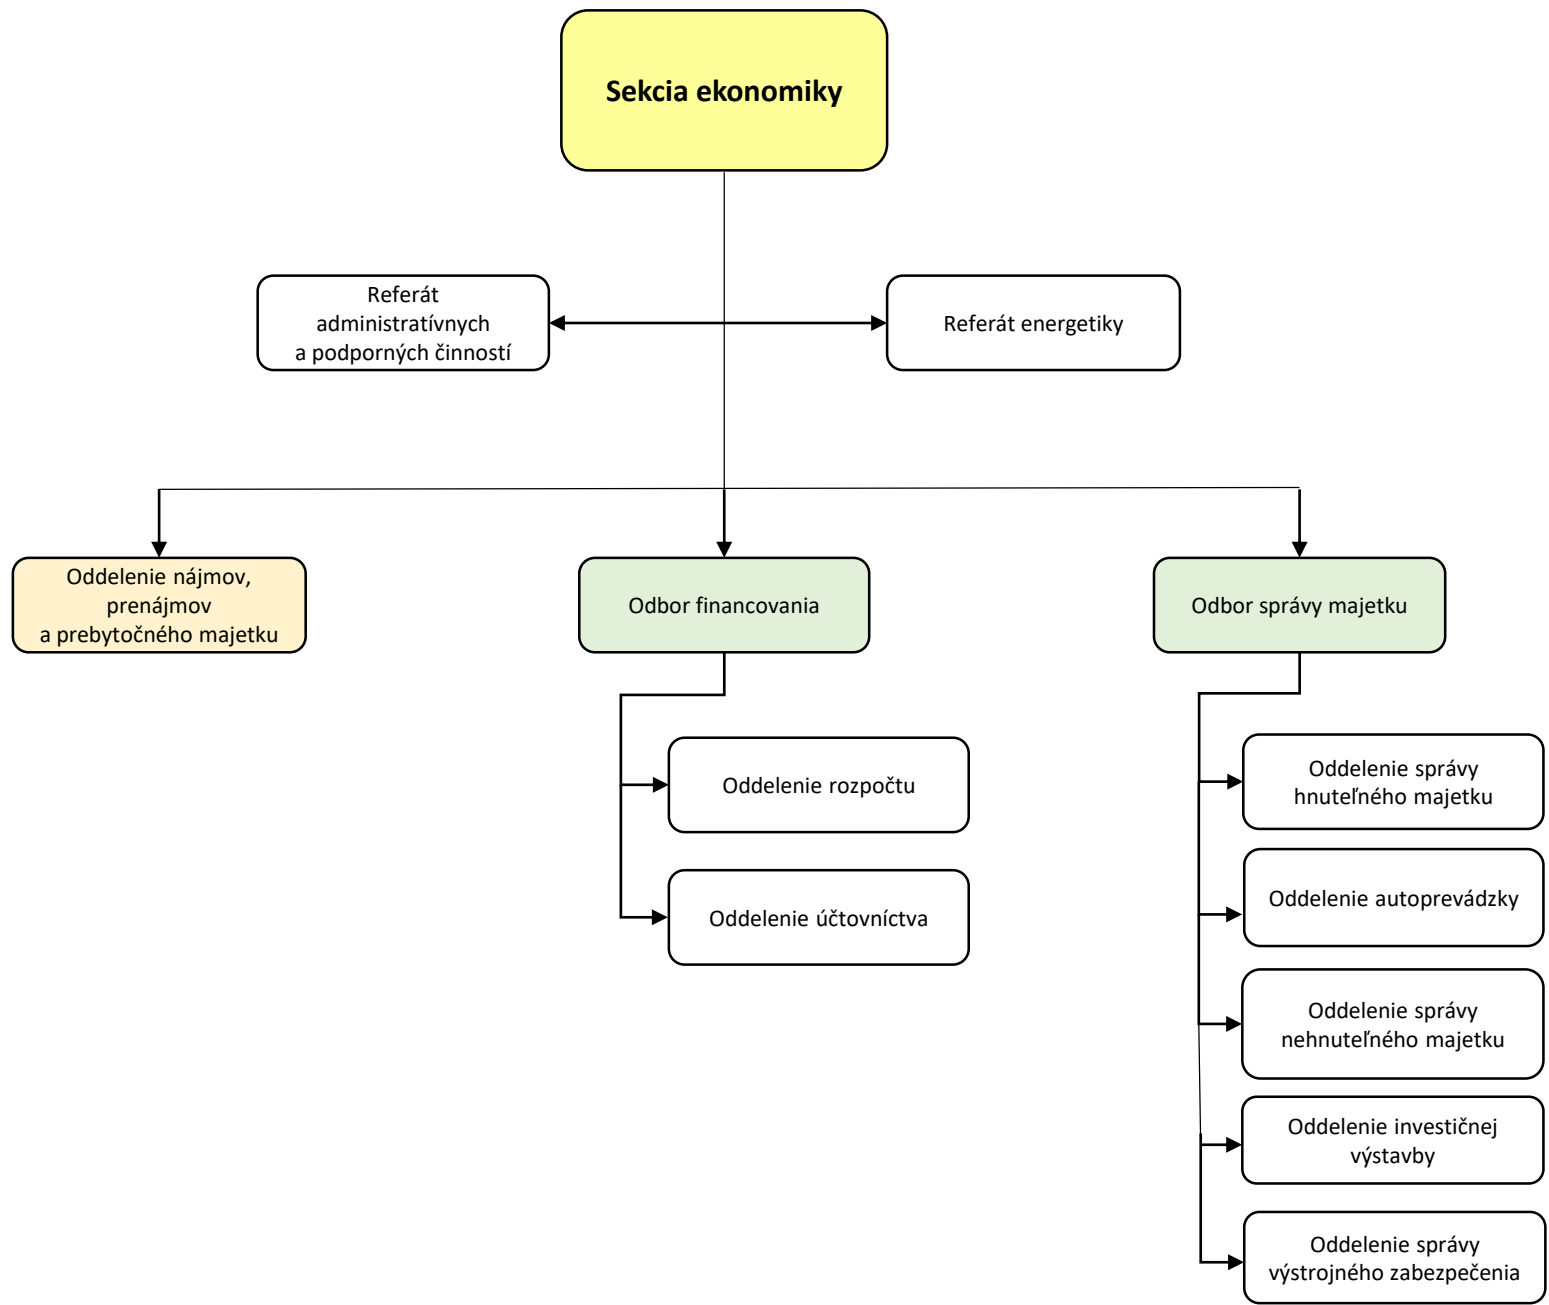 Sekcia ekonomiky
Referát
administratívnych
a podporných činností
Referát energetiky
Oddelenie nájmov,
prenájmov
a prebytočného majetku
Odbor financovania
Odbor správy majetku
Oddelenie rozpočtu
Oddelenie účtovníctva
Oddelenie správy
hnuteľného majetku
Oddelenie autoprevádzky
Oddelenie správy
nehnuteľného majetku
Oddelenie investičnej
výstavby
Oddelenie správy
výstrojného zabezpečenia